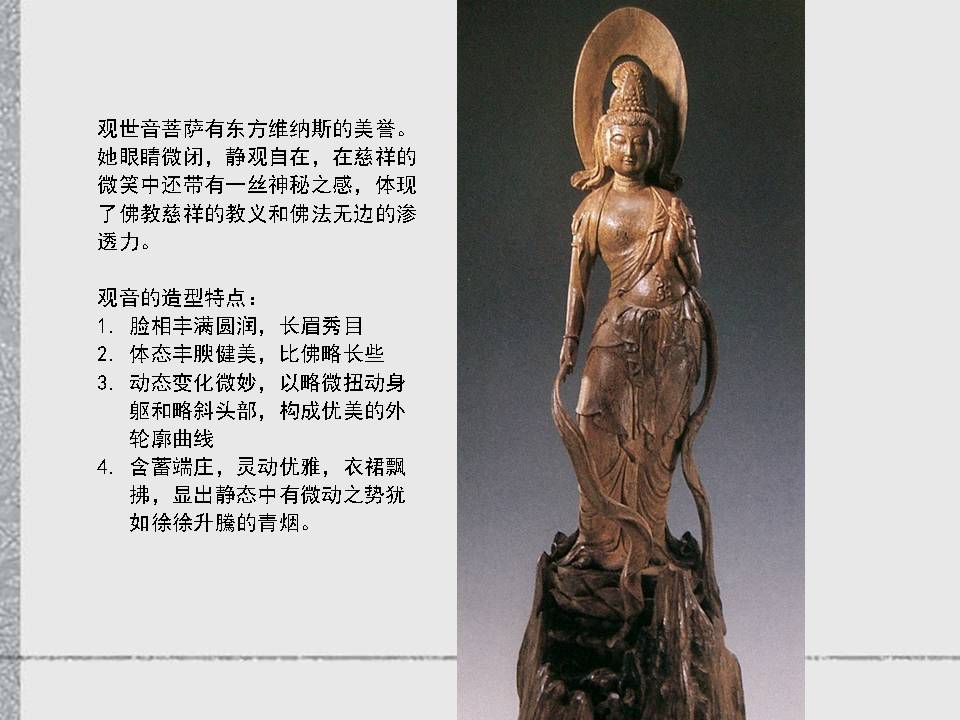 观世音菩萨有东方维纳斯的美誉。
她眼睛微闭，静观自在，在慈祥的
微笑中还带有一丝神秘之感，体现
了佛教慈祥的教义和佛法无边的渗
透力。
观音的造型特点：
1. 脸相丰满圆润，长眉秀目
2. 体态丰腴健美，比佛略长些
3. 动态变化微妙，以略微扭动身
躯和略斜头部，构成优美的外
轮廓曲线
4. 含蓄端庄，灵动优雅，衣裙飘
拂，显出静态中有微动之势犹
如徐徐升騰的青烟。